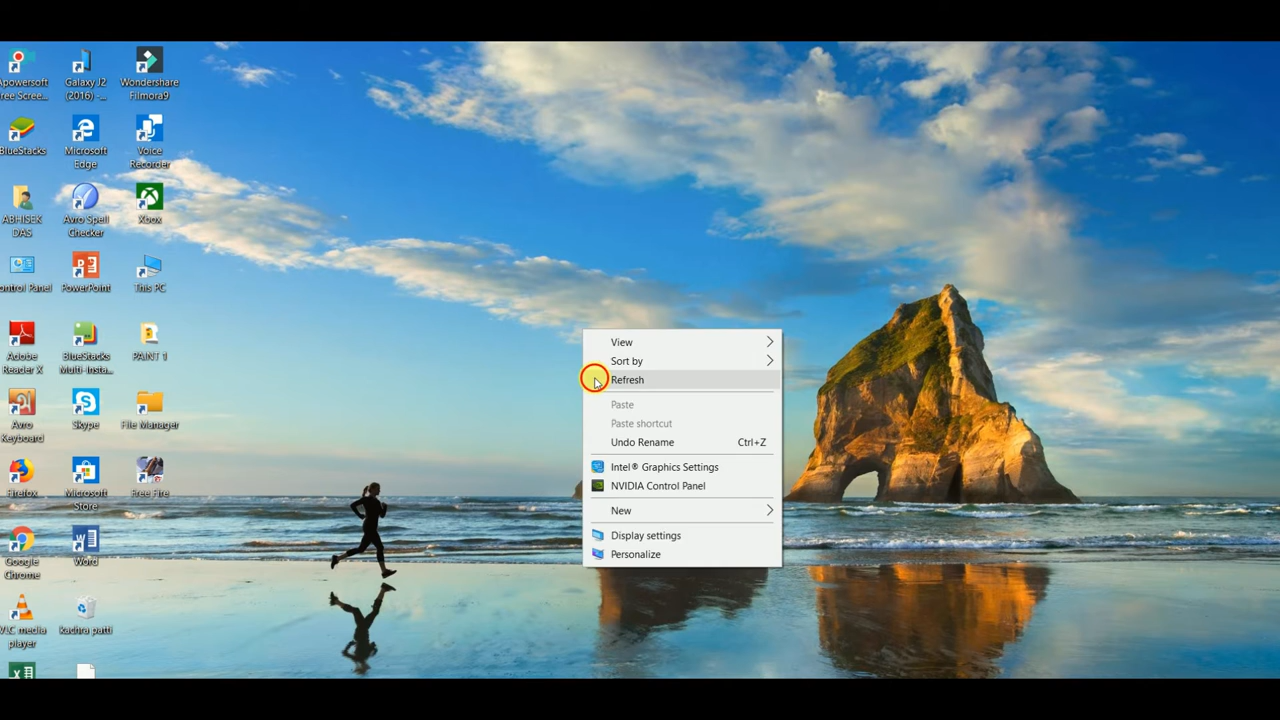 Apowersoft
Free Scree...
Galaxy J2
(2016) -...
Wondershare
Filmora9
BlueStacks
Microsoft
Edge
Voice
Recorder
ABHISEK
DAS
Avro Spell
Checker
Xbox
ontrol Panel
PowerPoint
This PC
Adobe
Reader X
BlueStacks
Multi-Insta...
PAINT 1
Avro
Keyboard
Skype
File Manager
Firefox
Microsoft
Store
Free Fire
Google
Chrome
Word
VLC media
player
kachra patti
View
Sort by
Refresh
Paste
Paste shortcut
Undo Rename Ctrl+Z
Intel® Graphics Settings
NVIDIA Control Panel
New
Display settings
Personalize